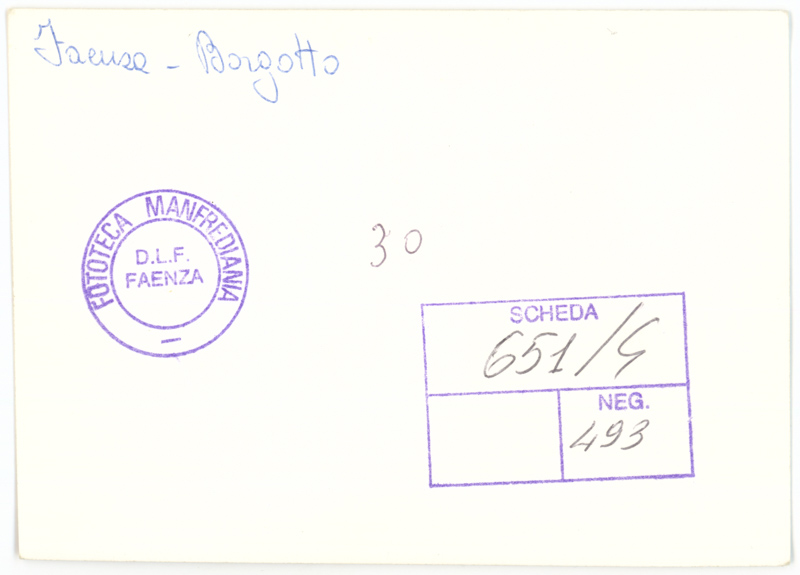 Faenza - Borgotto
FOTOTECA MANFREDIANA
D.L.F.
FAENZA
30
SCHEDA
651/G
NEG.
493